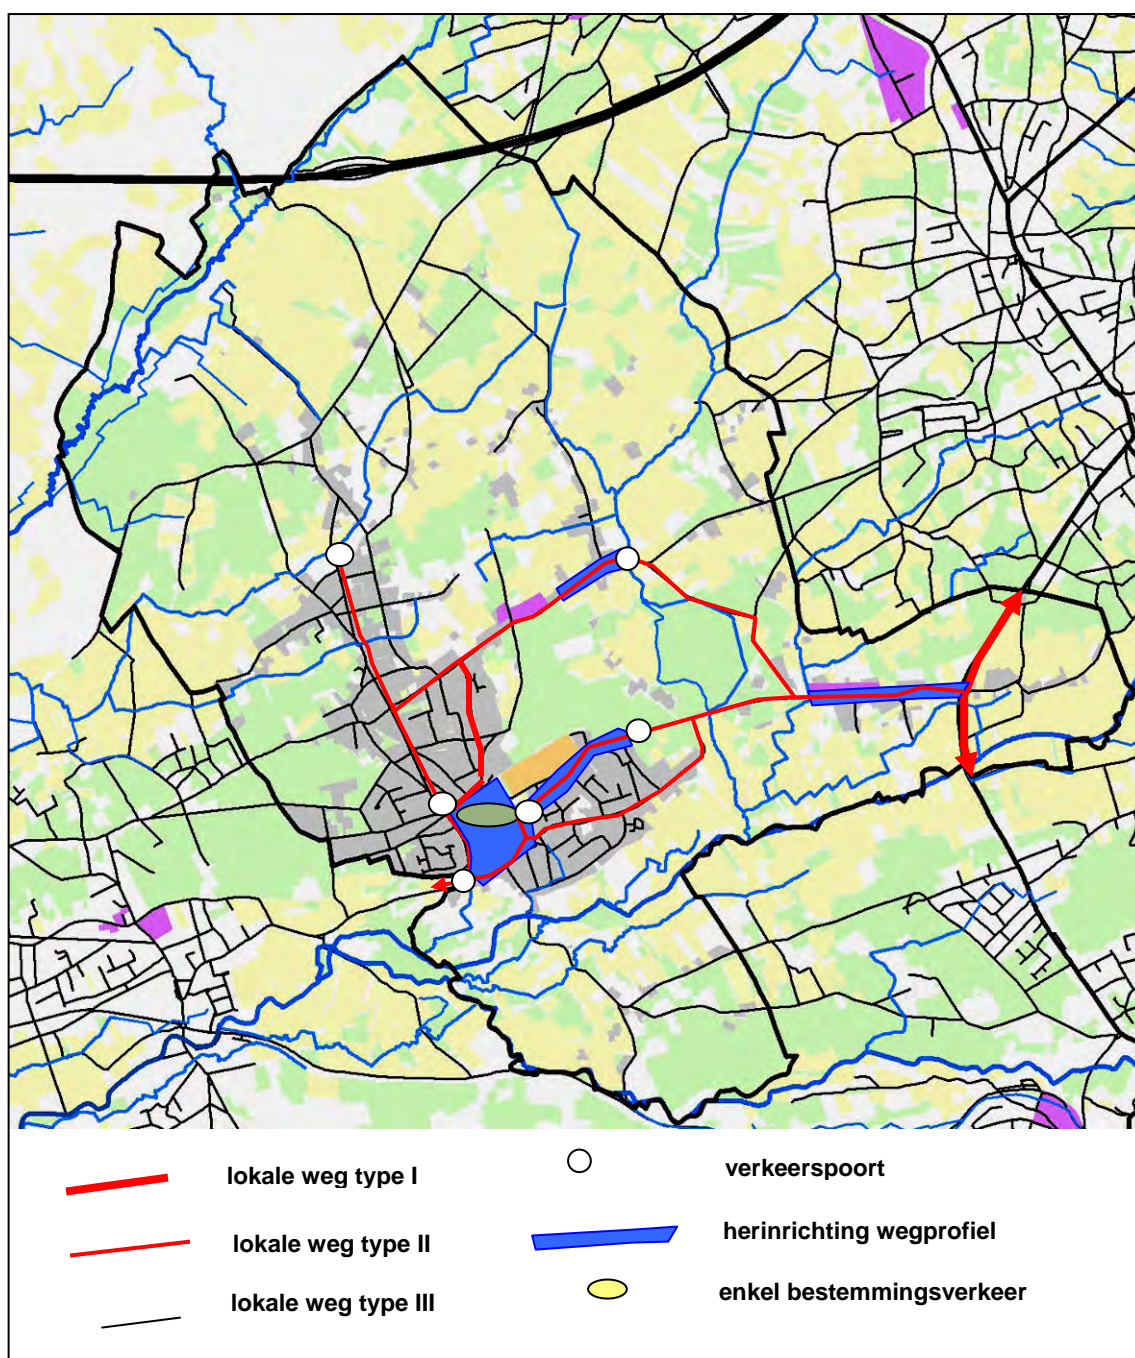 lokale weg type I
verkeerspoort
lokale weg type II
herinrichting wegprofiel
lokale weg type III
enkel bestemmingsverkeer